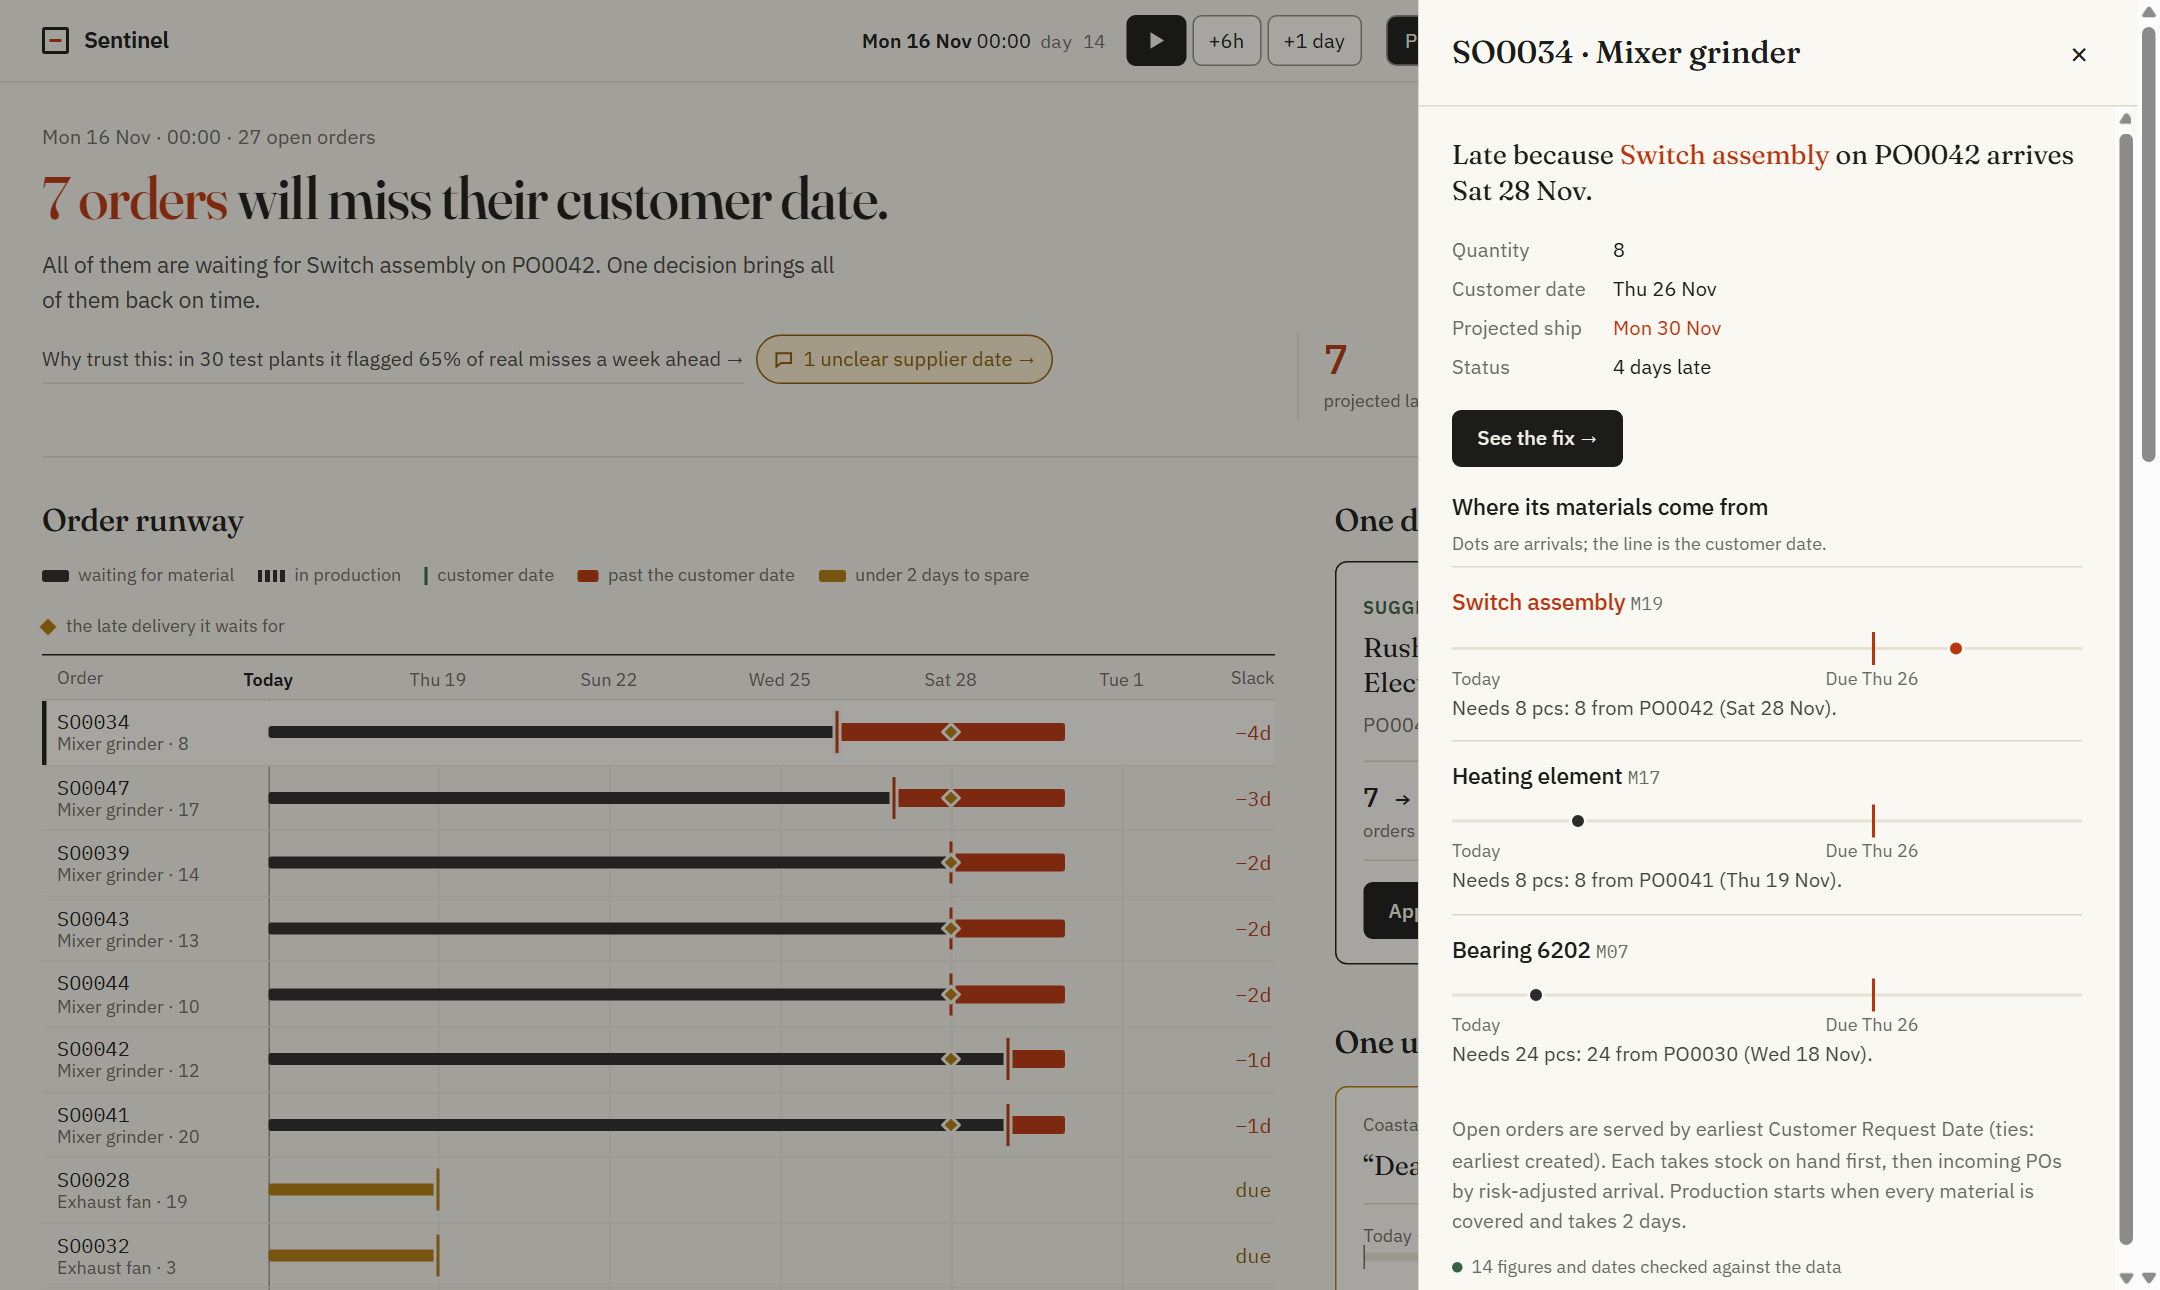 Sentinel
Mon 16 Nov 00:00 day 14
+6h
+1 day
Mon 16 Nov · 00:00 · 27 open orders
7 orders will miss their customer date.
All of them are waiting for Switch assembly on PO0042. One decision brings all
of them back on time.
Why trust this: in 30 test plants it flagged 65% of real misses a week ahead →
1 unclear supplier date →
7
projected
Order runway
waiting for material
in production
customer date
past the customer date
under 2 days to spare
the late delivery it waits for
Order Today Thu 19 Sun 22 Wed 25 Sat 28 Tue 1 Slack
SO0034
Mixer grinder · 8
−4d
SO0047
Mixer grinder · 17
−3d
SO0039
Mixer grinder · 14
−2d
SO0043
Mixer grinder · 13
−2d
SO0044
Mixer grinder · 10
−2d
SO0042
Mixer grinder · 12
−1d
SO0041
Mixer grinder · 20
−1d
SO0028
Exhaust fan · 19
due
SO0032
Exhaust fan · 3
due
One
7 →
orders
One
Today
SO0034 · Mixer grinder
×
Late because Switch assembly on PO0042 arrives
Sat 28 Nov.
Quantity 8
Customer date Thu 26 Nov
Projected ship Mon 30 Nov
Status 4 days late
See the fix →
Where its materials come from
Dots are arrivals; the line is the customer date.
Switch assembly M19
Today
Due Thu 26
Needs 8 pcs: 8 from PO0042 (Sat 28 Nov).
Heating element M17
Today
Due Thu 26
Needs 8 pcs: 8 from PO0041 (Thu 19 Nov).
Bearing 6202 M07
Today
Due Thu 26
Needs 24 pcs: 24 from PO0030 (Wed 18 Nov).
Open orders are served by earliest Customer Request Date (ties:
earliest created). Each takes stock on hand first, then incoming POs
by risk-adjusted arrival. Production starts when every material is
covered and takes 2 days.
14 figures and dates checked against the data